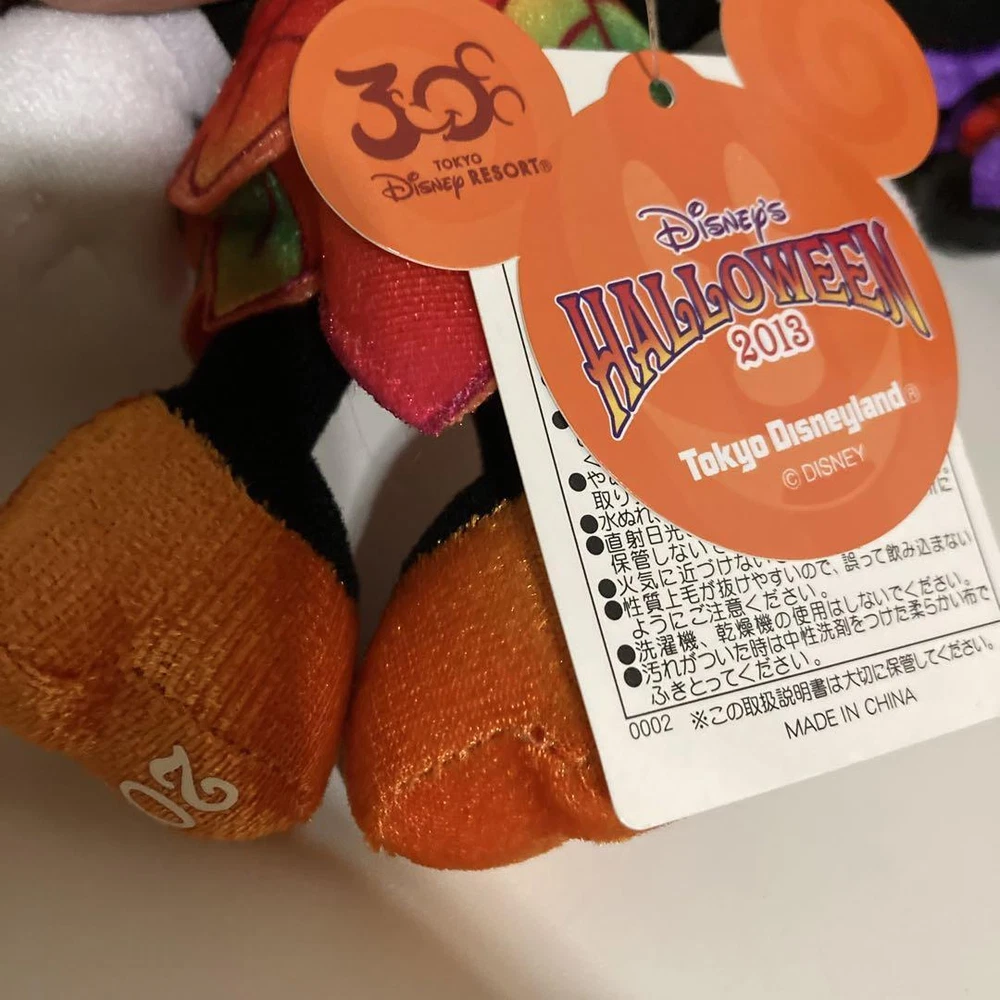 30
TOKYO
Disney RESORT®
Disney's
HALLOWEEN
2013
Tokyo Disneyland®
© DISNEY
●
●や
取り に
●水ぬれ、
●直射日光
保管しない
●火気に近づけない
●性質上毛が抜けやすいので、誤って飲み込まない
ようにご注意ください。
●洗濯機、乾燥機の使用はしないでください。
●汚れがついた時は中性洗剤をつけた柔らかい布で
ふきとってください。
0002 ※この取扱説明書は大切に保管してください。
MADE IN CHINA
20